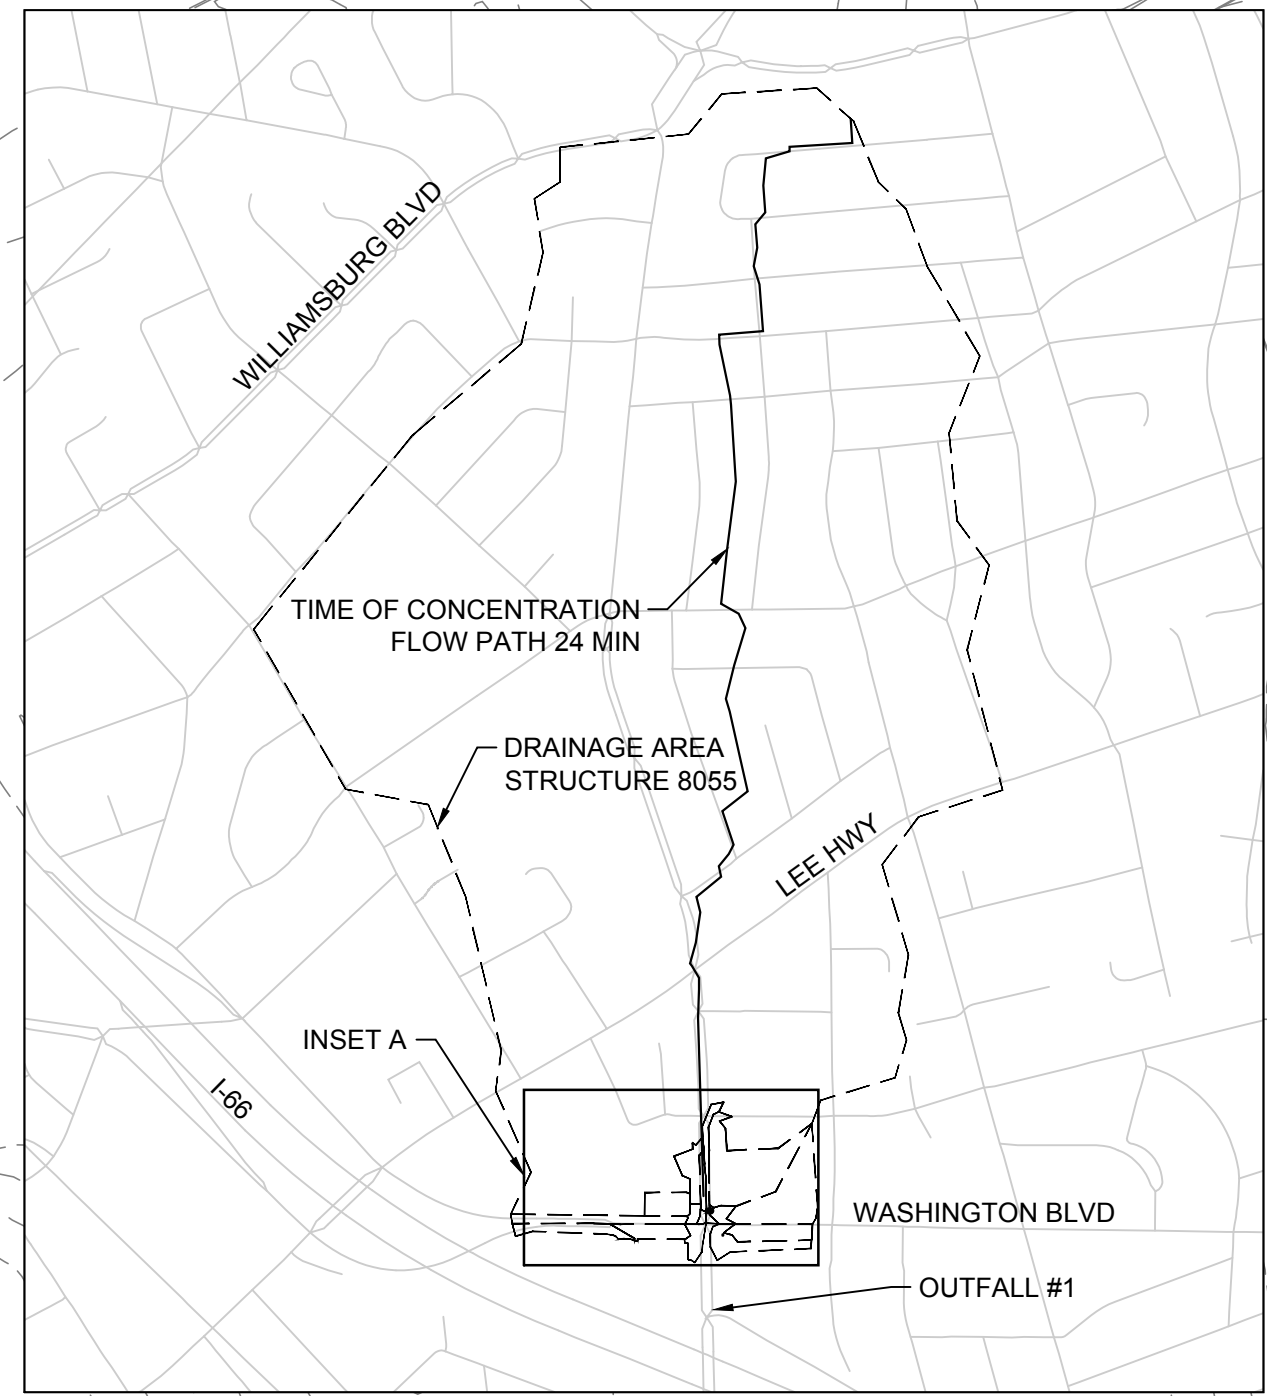 WILLIAMSBURG BLVD
TIME OF CONCENTRATION
FLOW PATH 24 MIN
DRAINAGE AREA
STRUCTURE 8055
LEE HWY
INSET A
I-66
WASHINGTON BLVD
OUTFALL #1